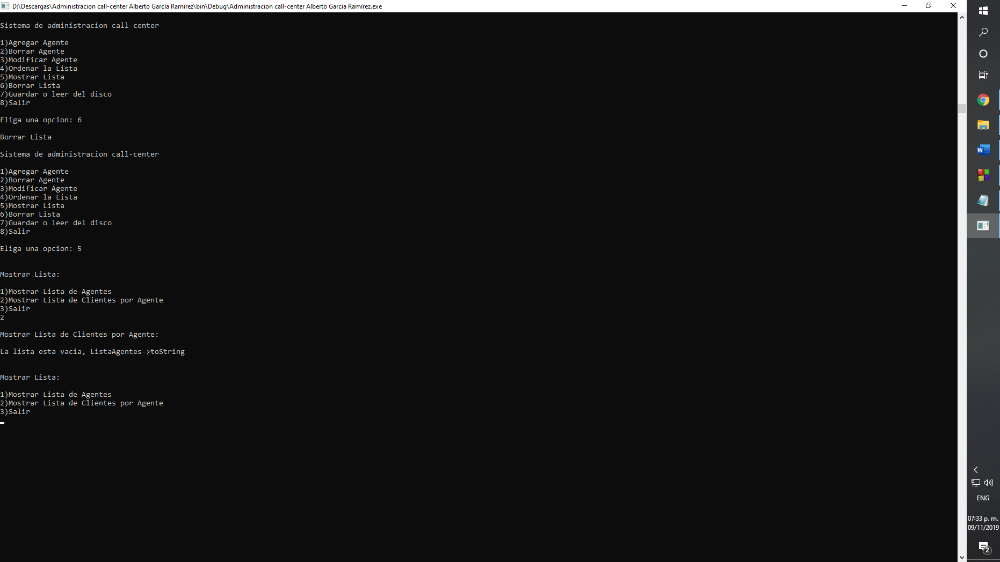 D:\Descargas\Administracion call-center Alberto García Ramírez\bin\Debug\Administracion call-center Alberto García Ramírez.exe
Sistema de administracion call-center
1)Agregar Agente
2)Borrar Agente
3)Modificar Agente
4)Ordenar la Lista
5)Mostrar Lista
6)Borrar Lista
7)Guardar o leer del disco
8)Salir
Eliga una opcion: 6
Borrar Lista
Sistema de administracion call-center
1)Agregar Agente
2)Borrar Agente
3)Modificar Agente
4)Ordenar la Lista
5)Mostrar Lista
6)Borrar Lista
7)Guardar o leer del disco
8)Salir
Eliga una opcion: 5
Mostrar Lista:
1)Mostrar Lista de Agentes
2)Mostrar Lista de Clientes por Agente
3)Salir
2
Mostrar Lista de Clientes por Agente:
La lista esta vacia, ListaAgentes->toString
Mostrar Lista:
1)Mostrar Lista de Agentes
2)Mostrar Lista de Clientes por Agente
3)Salir
W
ENG
07:33 p. m.
09/11/2019
2